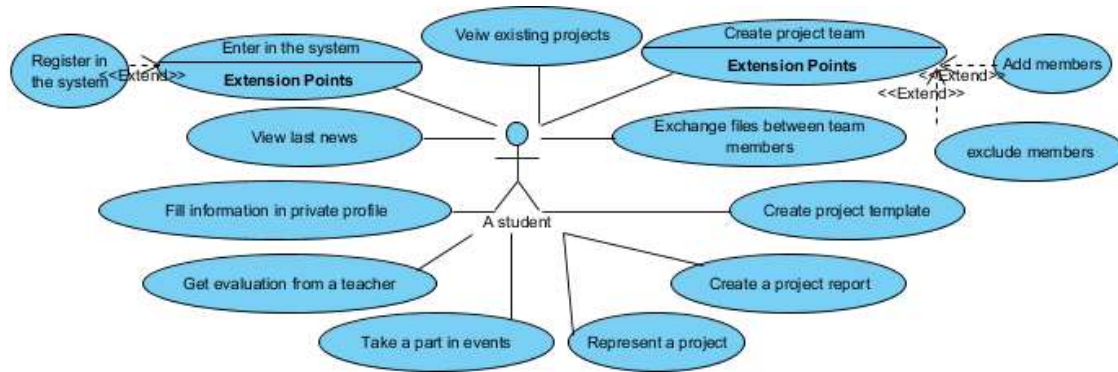 Register in
the system
<<Extend>>
Enter in the system
Extension Points
Veiw existing projects
Create project team
Extension Points
<<Extend>>
<<Extend>>
Add members
exclude members
View last news
Exchange files between team
members
Fill information in private profile
A student
Create project template
Get evaluation from a teacher
Create a project report
Take a part in events
Represent a project